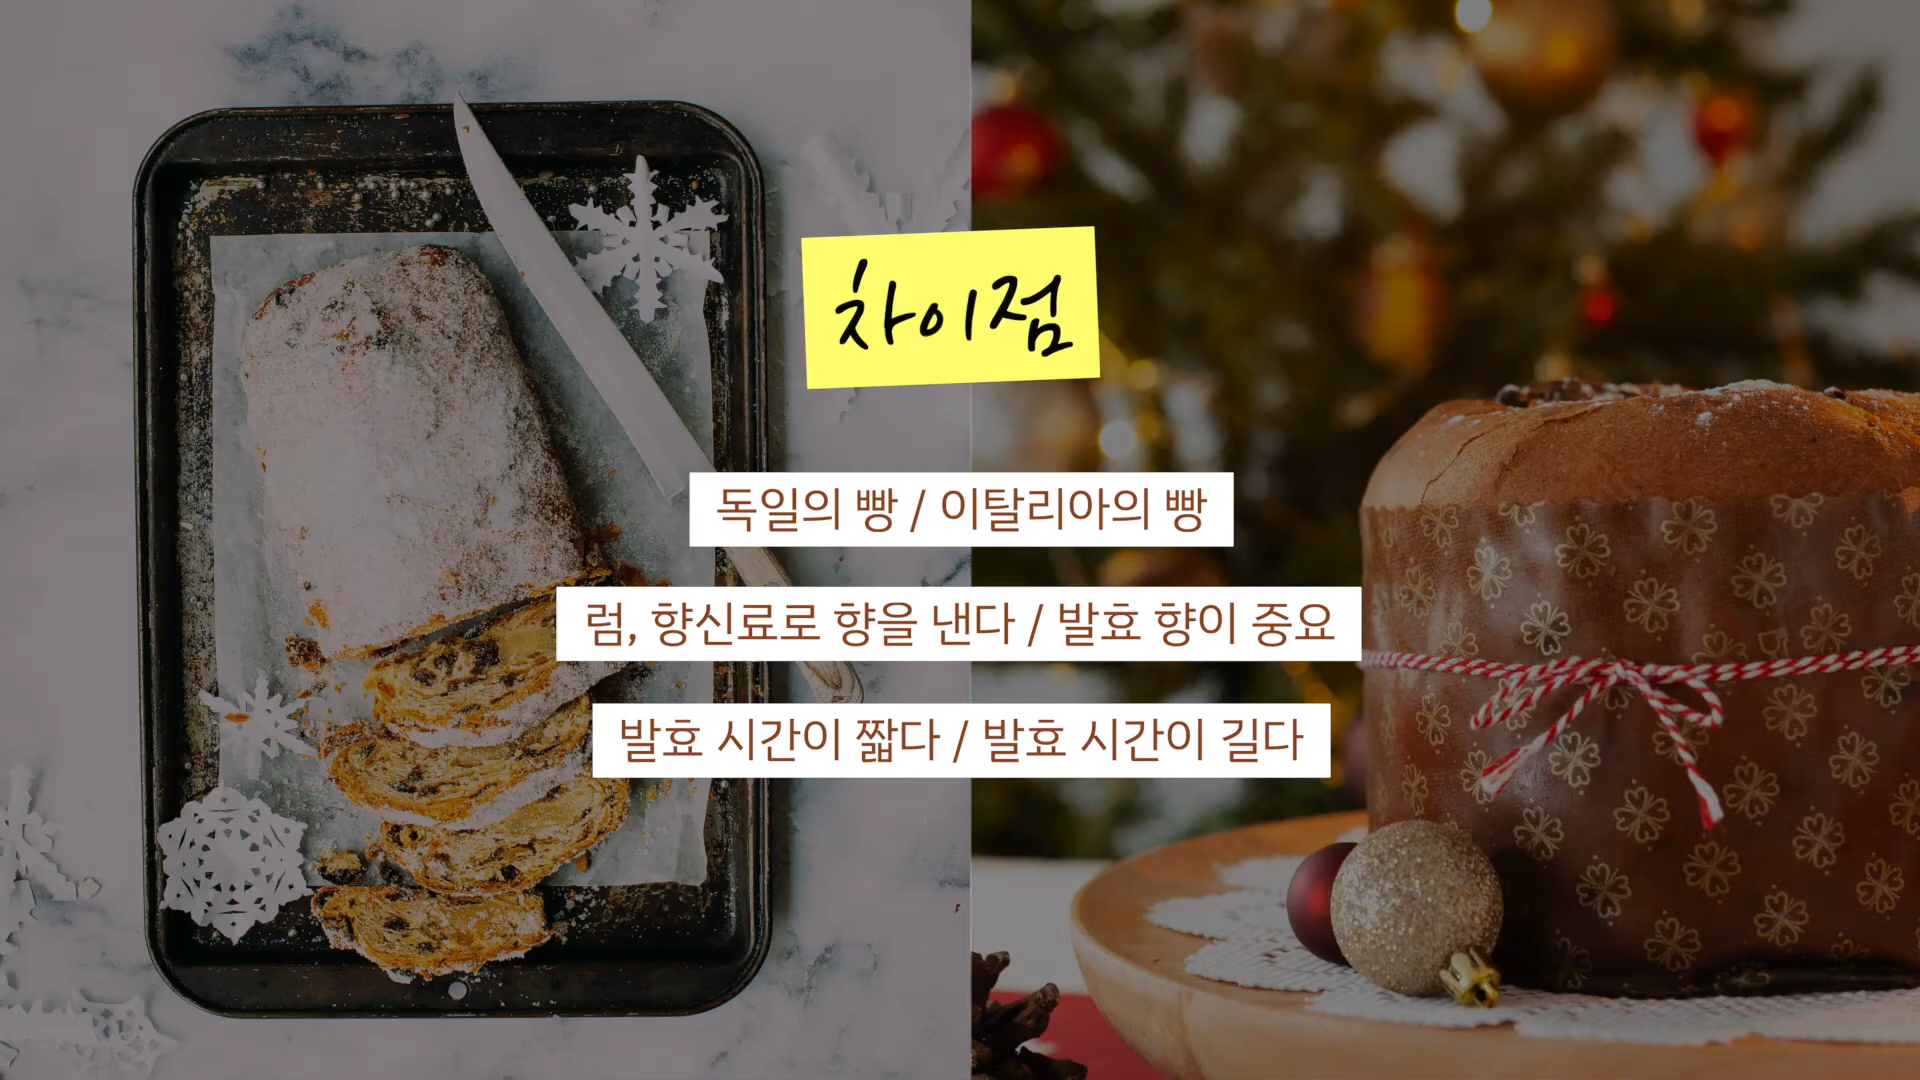 차이점
독일의 빵 / 이탈리아의 빵
럼, 향신료로 향을 낸다 / 발효 향이 중요
발효 시간이 짧다 / 발효 시간이 길다